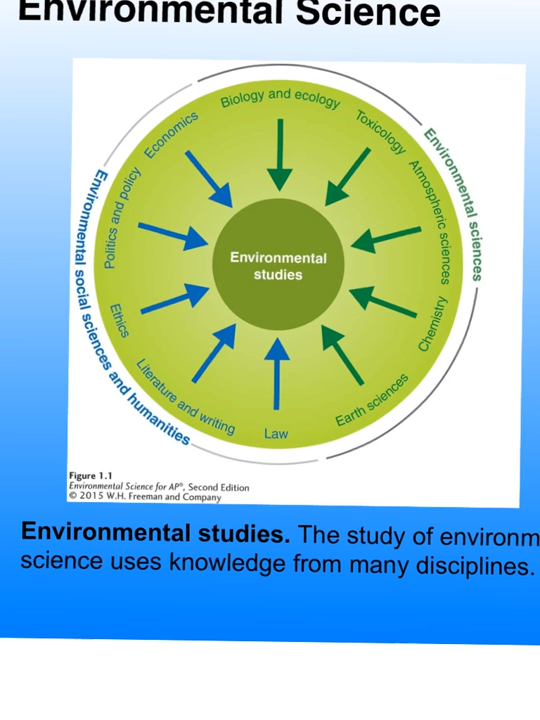 Environmental Science
Biology and ecology
Toxicology
Atmospheric sciences
Chemistry
Earth sciences
Law
Literature and writing
Ethics
Politics and policy
Economics
Environmental sciences
Environmental social sciences and humanities
Environmental
studies
Figure 1.1
Environmental Science for AP®, Second Edition
© 2015 W.H. Freeman and Company
Environmental studies. The study of environm
science uses knowledge from many disciplines.